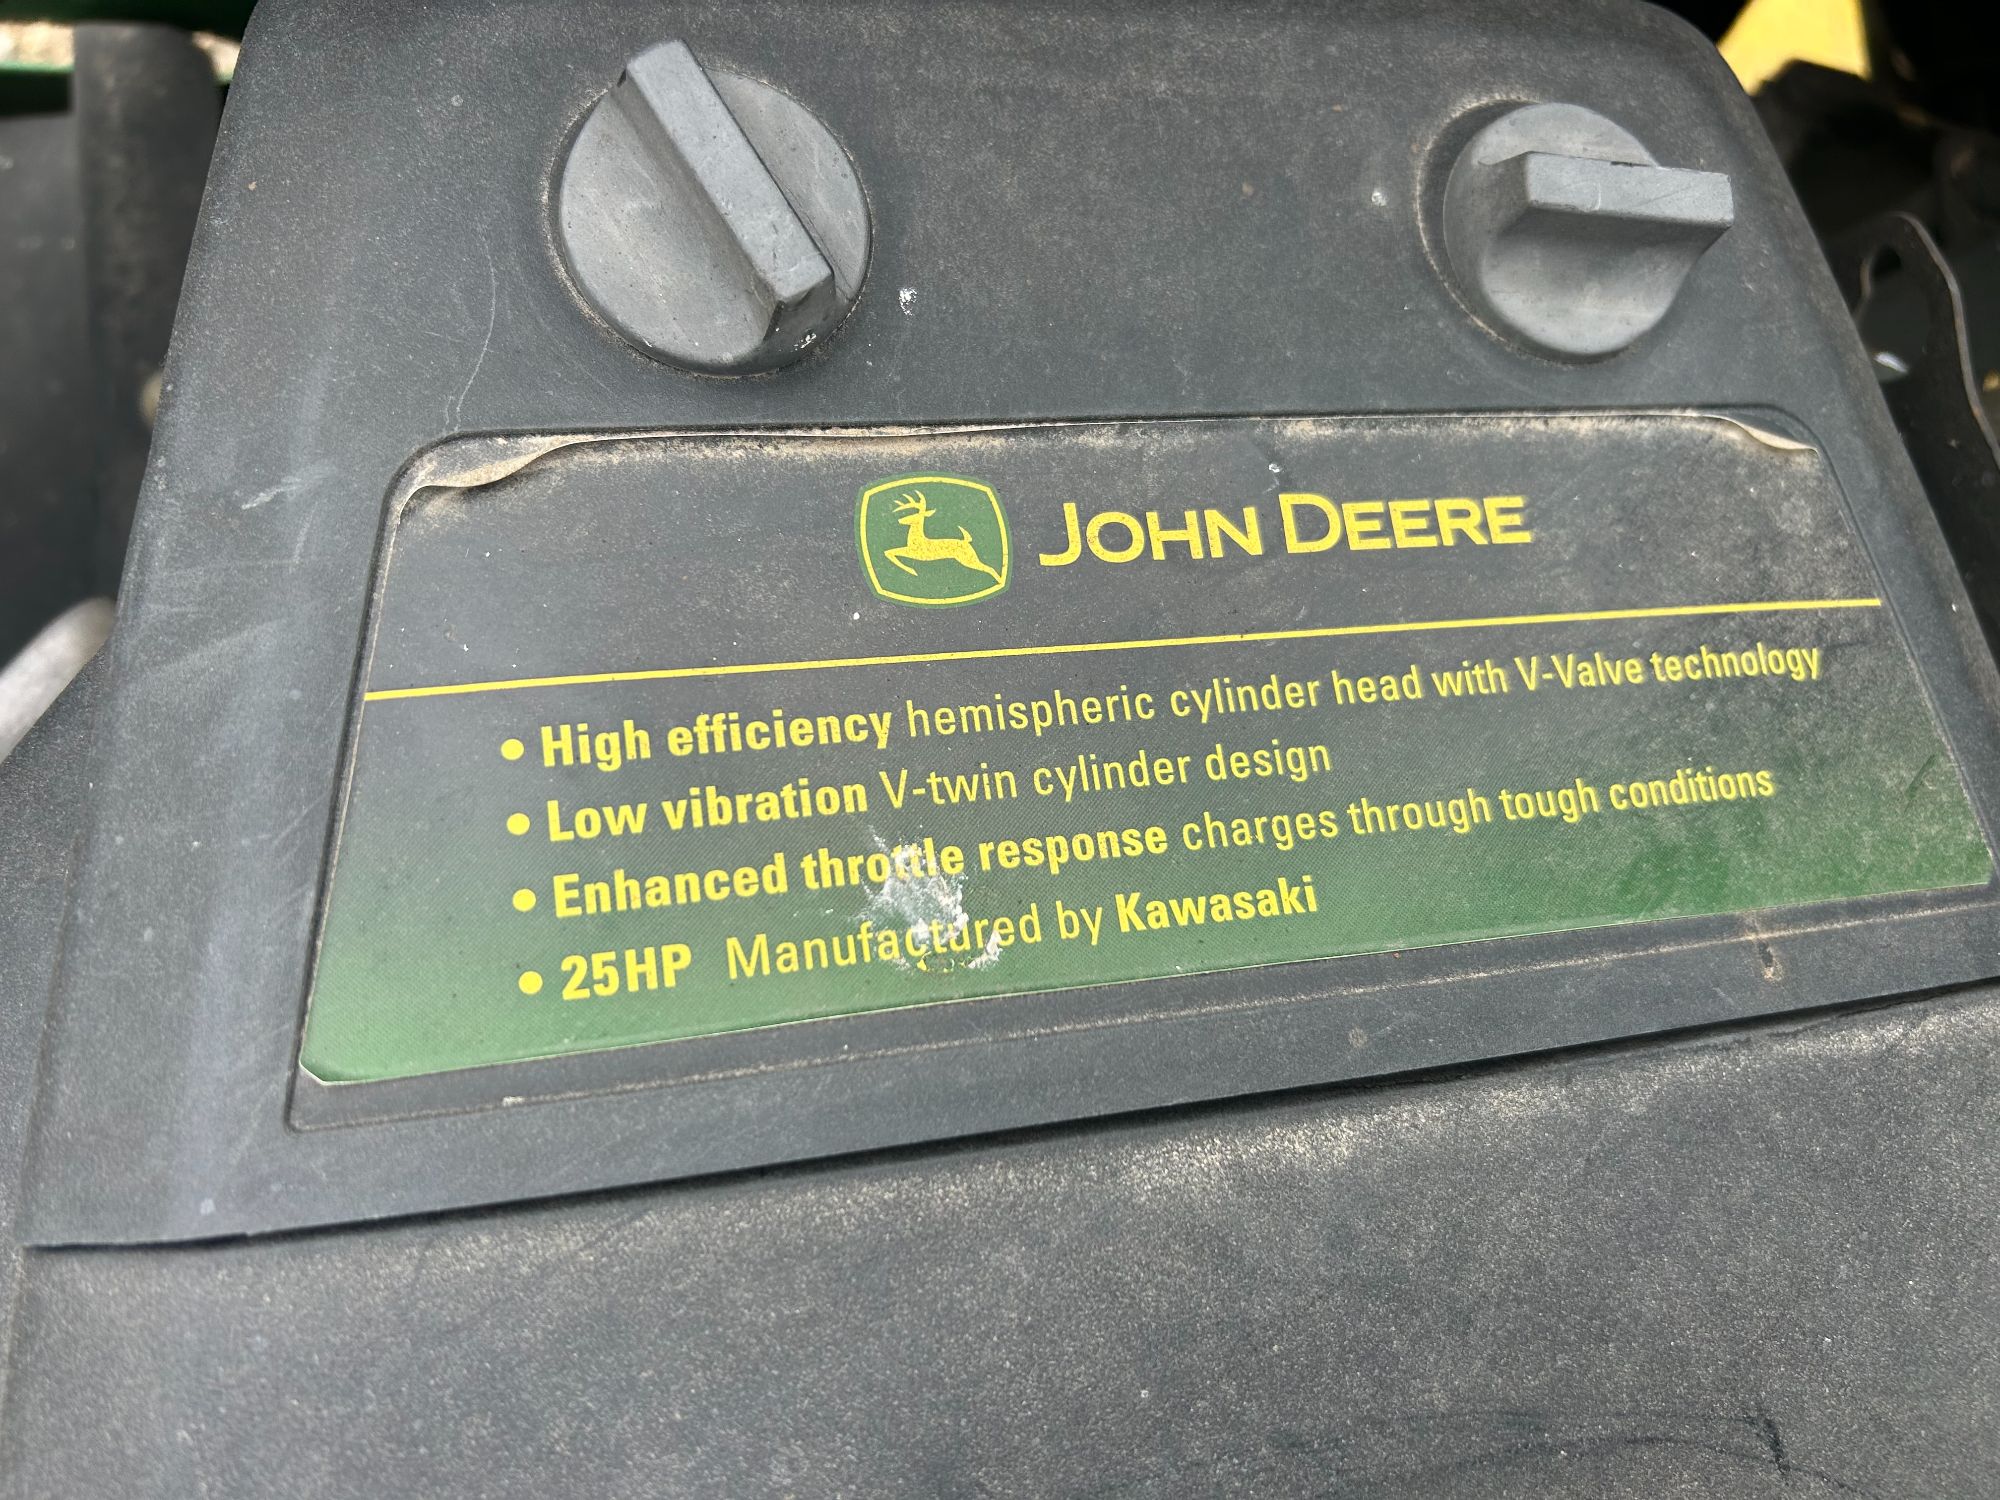 JOHN DEERE
• High efficiency hemispheric cylinder head with V-Valve technology
• Low vibration V-twin cylinder design
• Enhanced throttle response charges through tough conditions
• 25HP Manufactured by Kawasaki